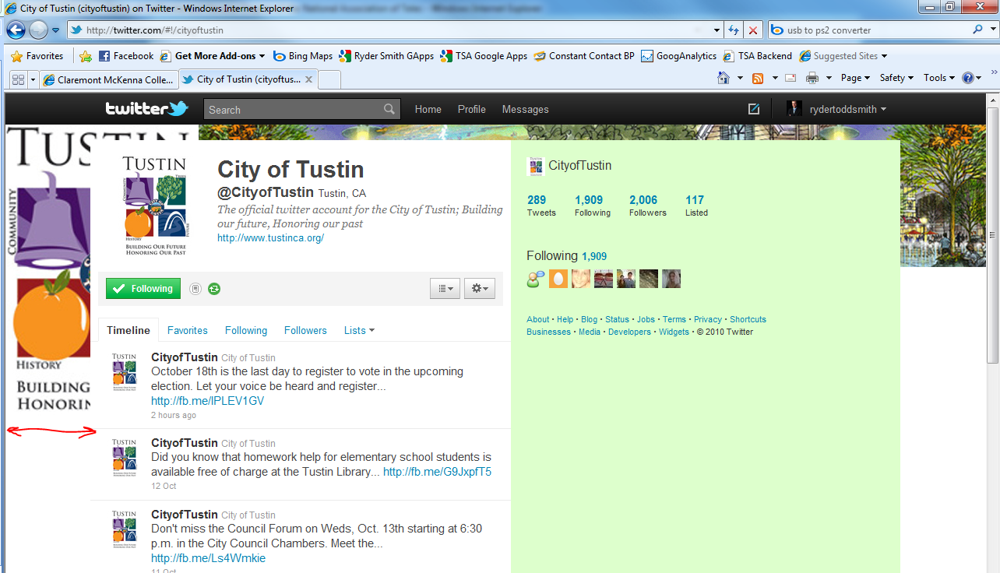 City of Tustin (cityoftustin) on Twitter - Windows Internet Explorer
http://twitter.com/#!/cityoftustin
usb to ps2 converter
Favorites
Facebook
Get More Add-ons
Bing Maps
Ryder Smith GApps
TSA Google Apps
Constant Contact BP
GoogAnalytics
TSA Backend
Suggested Sites
Claremont McKenna Colle...
City of Tustin (cityoftus...
Page
Safety
Tools
twitter
Search
Home
Profile
Messages
rydertoddsmith
TUSTIN
COMMUNITY
HISTORY
BUILDING
HONORIN
TUSTIN
COMMUNITY
TREES
HISTORY
FUTURE
BUILDING OUR FUTURE
HONORING OUR PAST
City of Tustin
@CityofTustin Tustin, CA
The official twitter account for the City of Tustin; Building
our future, Honoring our past
http://www.tustinca.org/
Following
Timeline
Favorites
Following
Followers
Lists
TUSTIN
CityofTustin City of Tustin
October 18th is the last day to register to vote in the upcoming
election. Let your voice be heard and register...
http://fb.me/IPLEV1GV
2 hours ago
TUSTIN
CityofTustin City of Tustin
Did you know that homework help for elementary school students is
available free of charge at the Tustin Library... http://fb.me/G9JxpfT5
12 Oct
TUSTIN
CityofTustin City of Tustin
Don't miss the Council Forum on Weds, Oct. 13th starting at 6:30
p.m. in the City Council Chambers. Meet the...
http://fb.me/Ls4Wmkie
11 Oct
CityofTustin
289 1,909 2,006 117
Tweets Following Followers Listed
Following 1,909
About · Help · Blog · Status · Jobs · Terms · Privacy · Shortcuts
Businesses · Media · Developers · Widgets · © 2010 Twitter